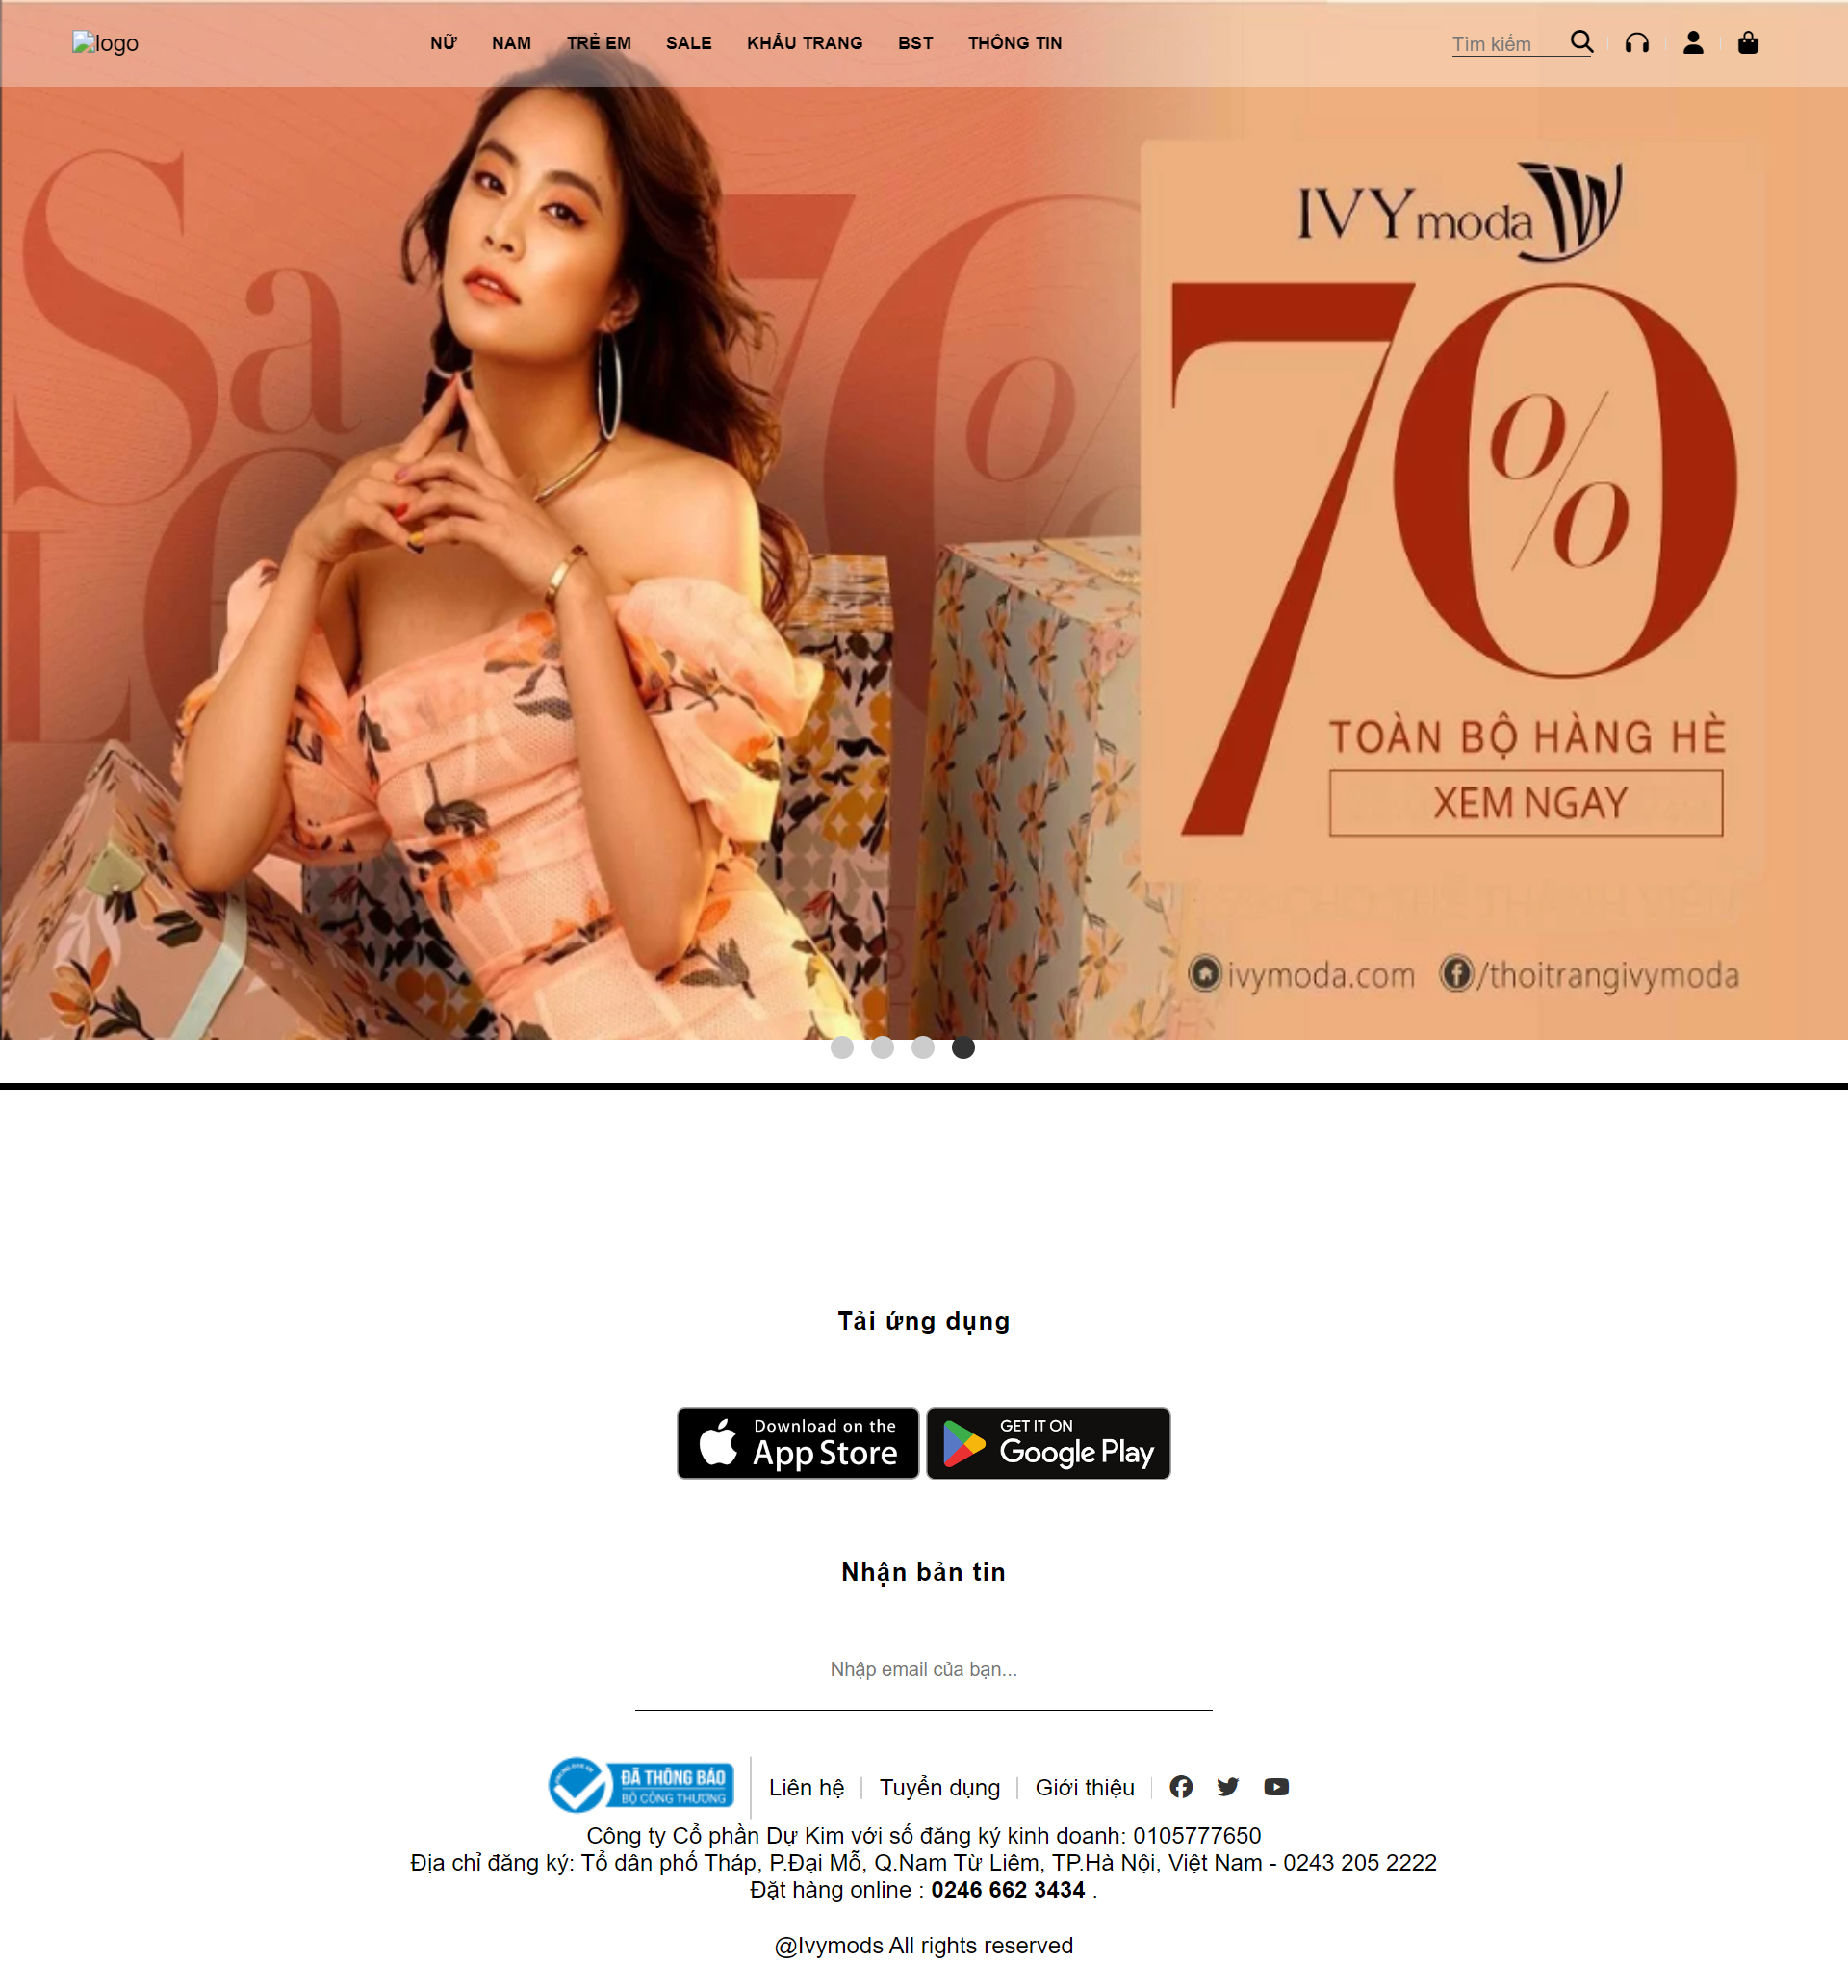 logo
NỮ NAM TRẺ EM SALE KHẨU TRANG BST THÔNG TIN
Tìm kiếm
Sa
70%
LO
IVY moda
70%
TOÀN BỘ HÀNG HÈ
XEM NGAY
ivymoda.com /thoitrangivymoda
Tải ứng dụng
Download on the
App Store
GET IT ON
Google Play
Nhận bản tin
Nhập email của bạn...
ĐÃ THÔNG BÁO
BỘ CÔNG THƯƠNG
Liên hệ Tuyển dụng Giới thiệu
Công ty Cổ phần Dự Kim với số đăng ký kinh doanh: 0105777650
Địa chỉ đăng ký: Tổ dân phố Tháp, P.Đại Mỗ, Q.Nam Từ Liêm, TP.Hà Nội, Việt Nam - 0243 205 2222
Đặt hàng online : 0246 662 3434 .
@Ivymods All rights reserved